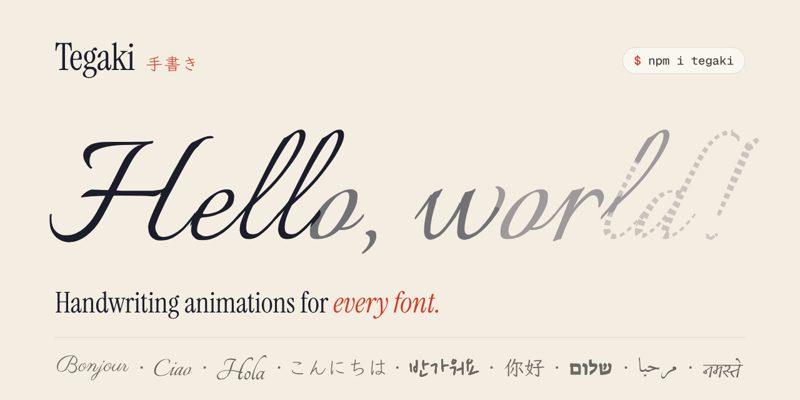 Tegaki 手書き
$ npm i tegaki
Hello, world!
Handwriting animations for every font.
Bonjour · Ciao · Hola · こんにちは · 반가워요 · 你好 · שלום · مرحبا · नमस्ते